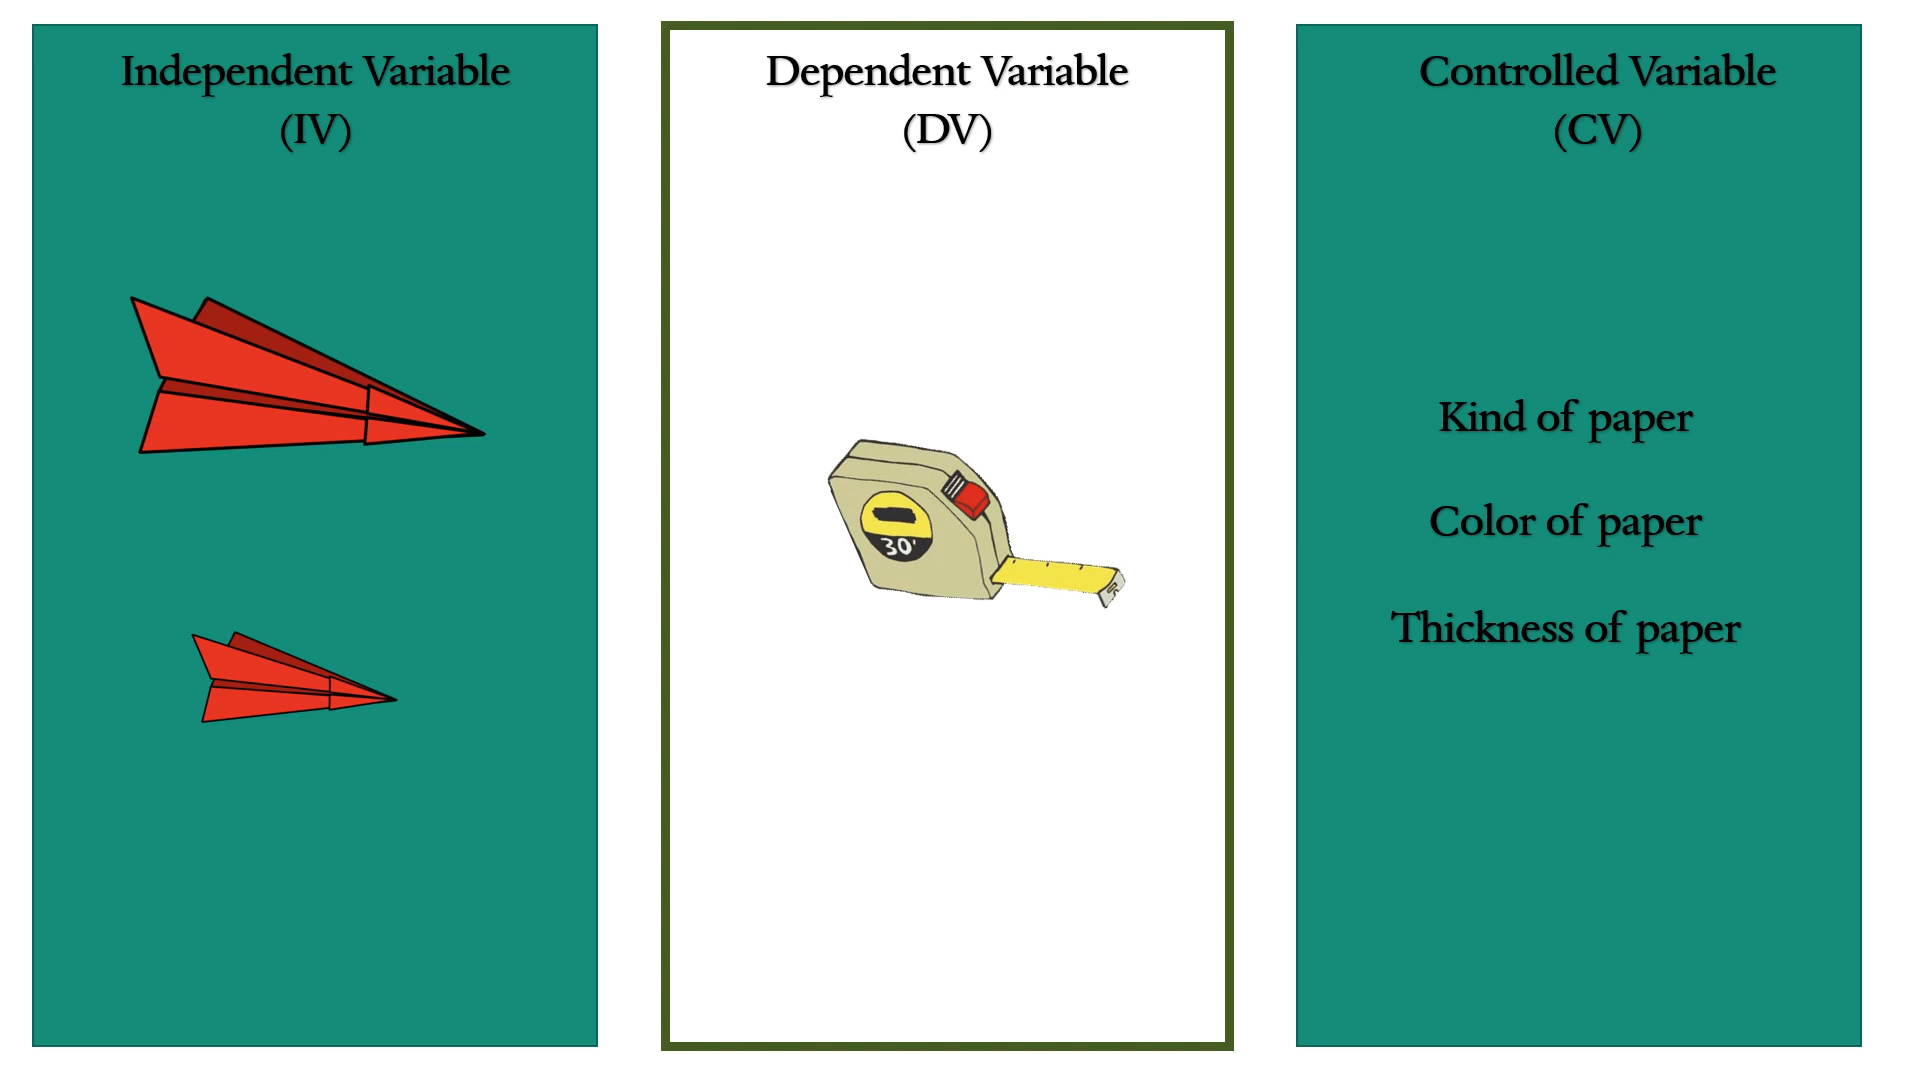 Independent Variable
(IV)
Dependent Variable
(DV)
30'
Controlled Variable
(CV)
Kind of paper
Color of paper
Thickness of paper